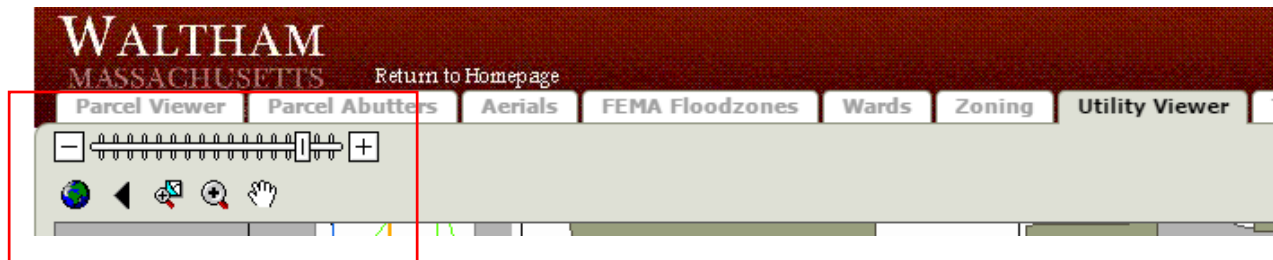 WALTHAM
MASSACHUSETTS Return to Homepage
Parcel Viewer Parcel Abutters Aerials FEMA Floodzones Wards Zoning Utility Viewer